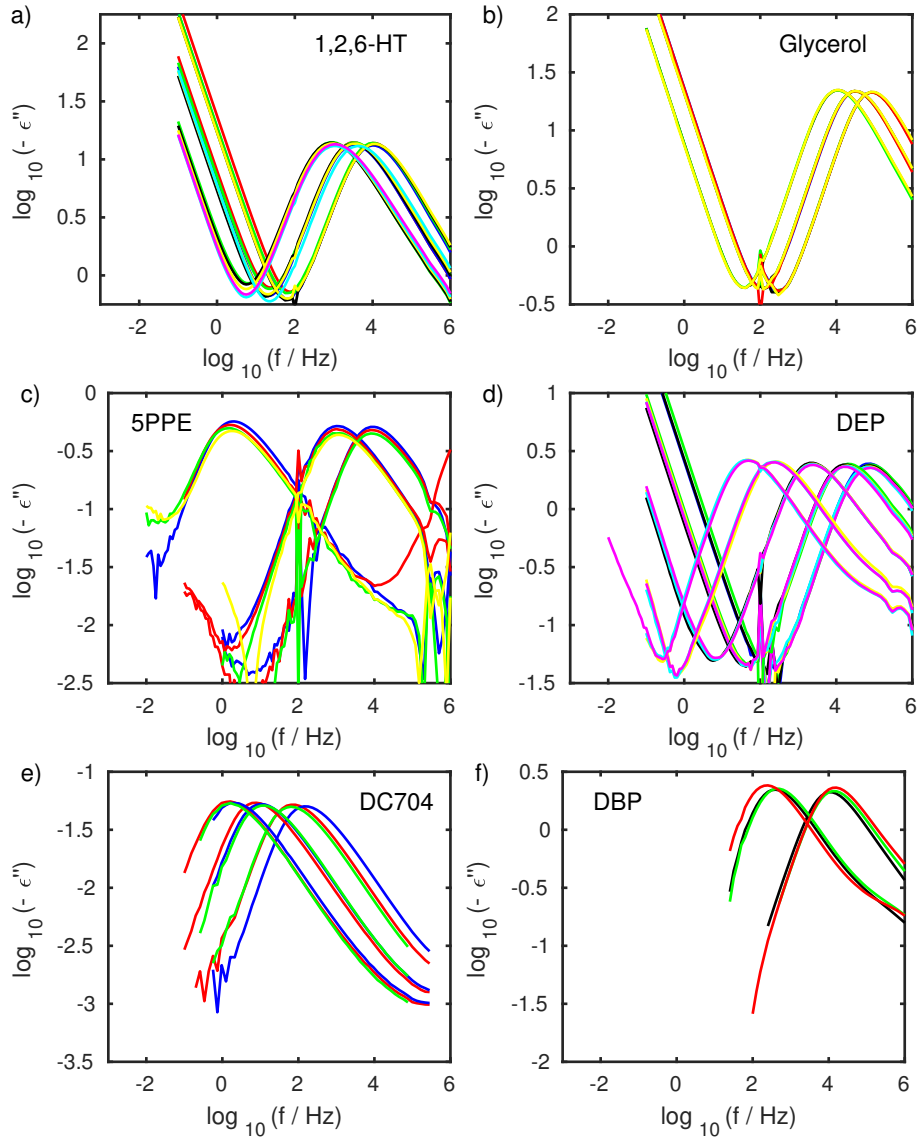 a)
1,2,6-HT
log 10 (- ϵ'')
2
1.5
1
0.5
0
-2 0 2 4 6
log 10 (f / Hz)
b)
Glycerol
log 10 (- ϵ'')
2
1.5
1
0.5
0
-0.5
-2 0 2 4 6
log 10 (f / Hz)
c)
5PPE
log 10 (- ϵ'')
0
-0.5
-1
-1.5
-2
-2.5
-2 0 2 4 6
log 10 (f / Hz)
d)
DEP
log 10 (- ϵ'')
1
0.5
0
-0.5
-1
-1.5
-2 0 2 4 6
log 10 (f / Hz)
e)
DC704
log 10 (- ϵ'')
-1
-1.5
-2
-2.5
-3
-3.5
-2 0 2 4 6
log 10 (f / Hz)
f)
DBP
log 10 (- ϵ'')
0.5
0
-0.5
-1
-1.5
-2
-2 0 2 4 6
log 10 (f / Hz)